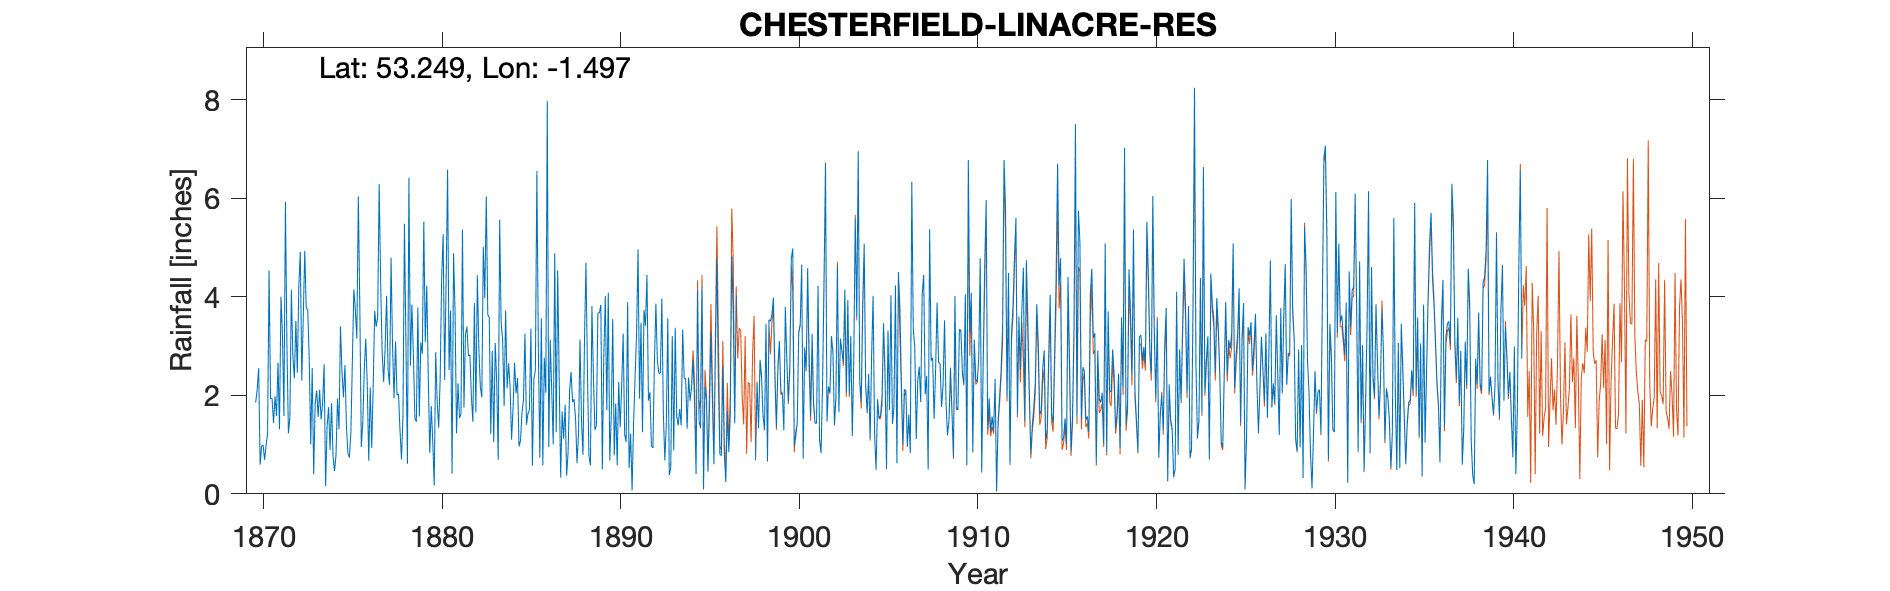 CHESTERFIELD-LINACRE-RES
Lat: 53.249, Lon: -1.497
Rainfall [inches]
8
6
4
2
0
1870 1880 1890 1900 1910 1920 1930 1940 1950
Year